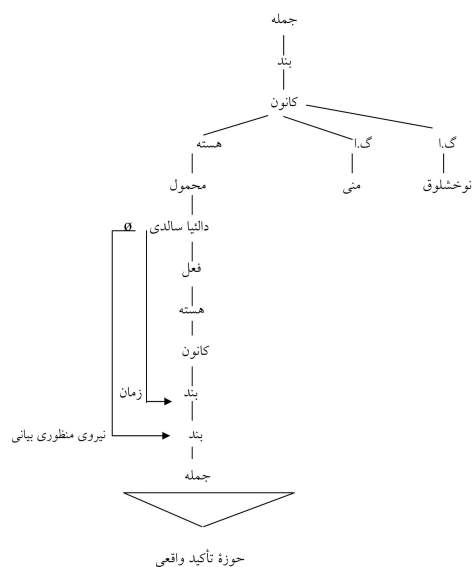 جمله
بند
کانون
گ.ا گ.ا هسته
نوخشلوق منی محمول
دالئیا سالدی ø
فعل
هسته
کانون
بند زمان
بند نیروی منظوری بیانی
جمله
حوزهٔ تأکید واقعی